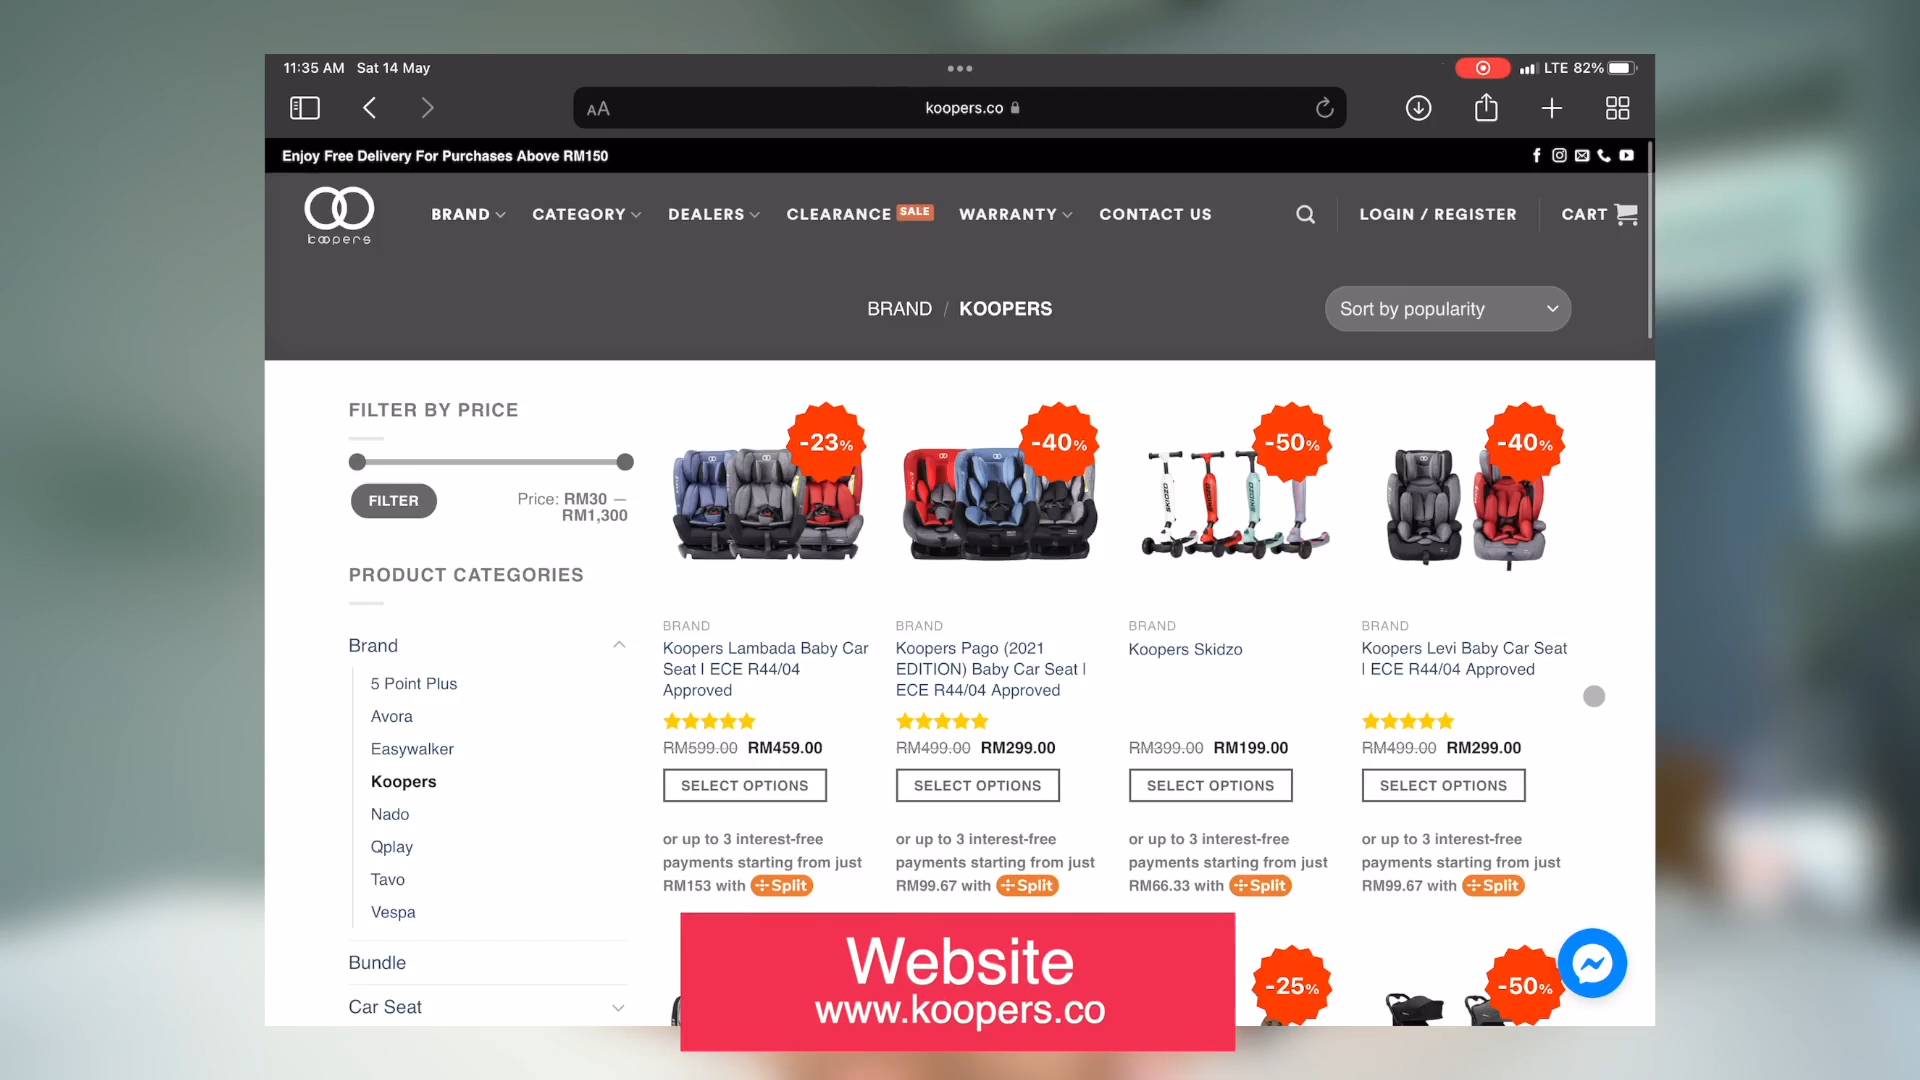 11:35 AM Sat 14 May
LTE 82%
AA
koopers.co
Enjoy Free Delivery For Purchases Above RM150
koopers
BRAND
CATEGORY
DEALERS
CLEARANCE SALE
WARRANTY
CONTACT US
LOGIN / REGISTER
CART
BRAND / KOOPERS
Sort by popularity
FILTER BY PRICE
FILTER
Price: RM30 —
RM1,300
PRODUCT CATEGORIES
Brand
5 Point Plus
Avora
Easywalker
Koopers
Nado
Qplay
Tavo
Vespa
Bundle
Car Seat
-23%
BRAND
Koopers Lambada Baby Car
Seat I ECE R44/04
Approved
RM599.00 RM459.00
SELECT OPTIONS
or up to 3 interest-free
payments starting from just
RM153 with Split
-40%
BRAND
Koopers Pago (2021
EDITION) Baby Car Seat I
ECE R44/04 Approved
RM499.00 RM299.00
SELECT OPTIONS
or up to 3 interest-free
payments starting from just
RM99.67 with Split
-50%
SKIDZO
SKIDZO
BRAND
Koopers Skidzo
RM399.00 RM199.00
SELECT OPTIONS
or up to 3 interest-free
payments starting from just
RM66.33 with Split
-40%
BRAND
Koopers Levi Baby Car Seat
I ECE R44/04 Approved
RM499.00 RM299.00
SELECT OPTIONS
or up to 3 interest-free
payments starting from just
RM99.67 with Split
-25%
-50%
Website
www.koopers.co